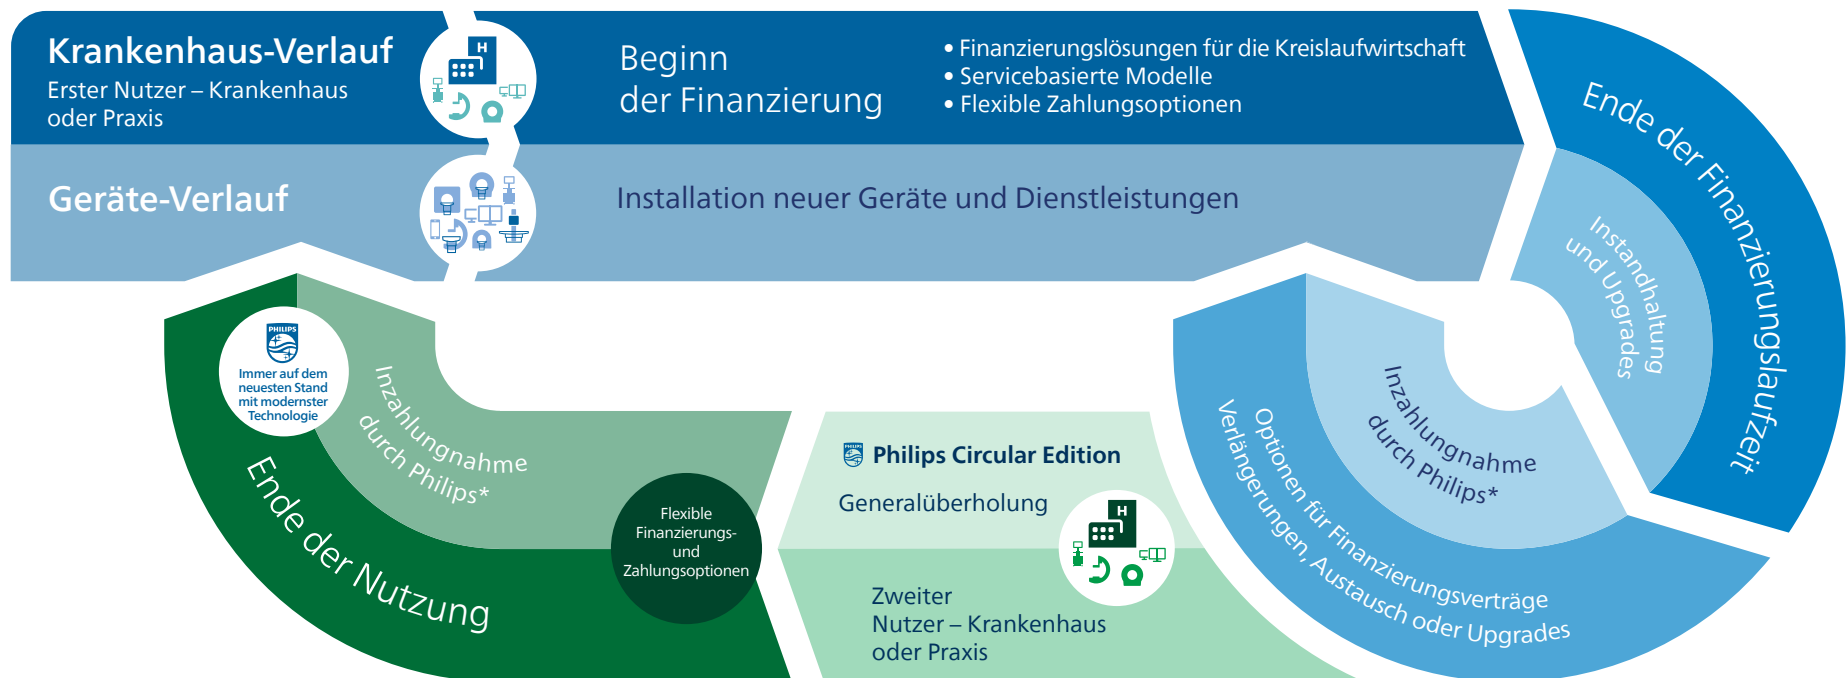 Krankenhaus-Verlauf
Erster Nutzer – Krankenhaus
oder Praxis
H
Beginn
der Finanzierung
• Finanzierungslösungen für die Kreislaufwirtschaft
• Servicebasierte Modelle
• Flexible Zahlungsoptionen
Ende der Finanzierungslaufzeit
Geräte-Verlauf
Installation neuer Geräte und Dienstleistungen
Instandhaltung
und Upgrades
PHILIPS
Immer auf dem
neuesten Stand
mit modernster
Technologie
Inzahlungnahme
durch Philips*
Ende der Nutzung
Flexible
Finanzierungs-
und
Zahlungsoptionen
PHILIPS
Philips Circular Edition
Generalüberholung
H
Zweiter
Nutzer – Krankenhaus
oder Praxis
Inzahlungnahme
durch Philips*
Optionen für Finanzierungsverträge
Verlängerungen, Austausch oder Upgrades